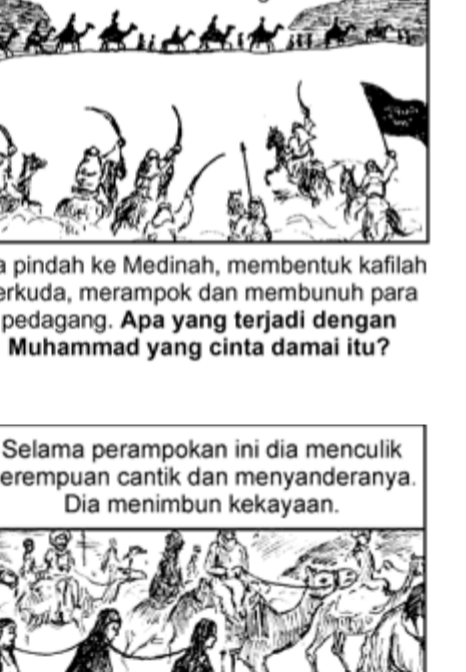 a pindah ke Medinah, membentuk kafilah
erkuda, merampok dan membunuh para
pedagang. Apa yang terjadi dengan
Muhammad yang cinta damai itu?
Selama perampokan ini dia menculik
erempuan cantik dan menyanderanya.
Dia menimbun kekayaan.